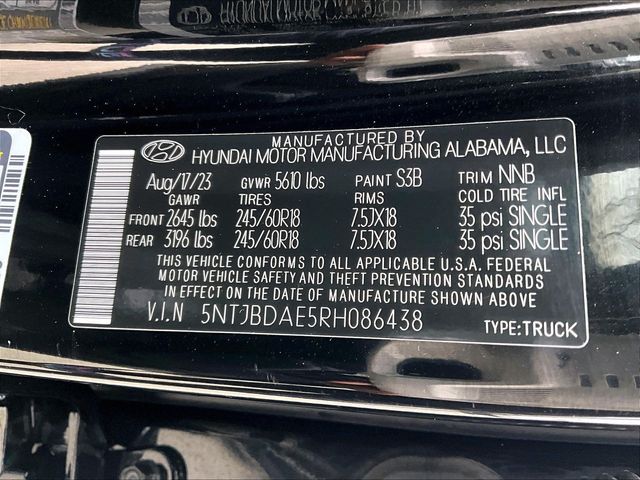 MANUFACTURED BY
HYUNDAI MOTOR MANUFACTURING ALABAMA, LLC
Aug/17/23 GVWR 5610 lbs PAINT S3B TRIM NNB
GAWR TIRES RIMS COLD TIRE INFL
FRONT 2645 lbs 245/60R18 7.5JX18 35 psi SINGLE
REAR 3196 lbs 245/60R18 7.5JX18 35 psi SINGLE
THIS VEHICLE CONFORMS TO ALL APPLICABLE U.S.A. FEDERAL
MOTOR VEHICLE SAFETY AND THEFT PREVENTION STANDARDS
IN EFFECT ON THE DATE OF MANUFACTURE SHOWN ABOVE
V.I.N 5NTJBDAE5RH086438 TYPE:TRUCK